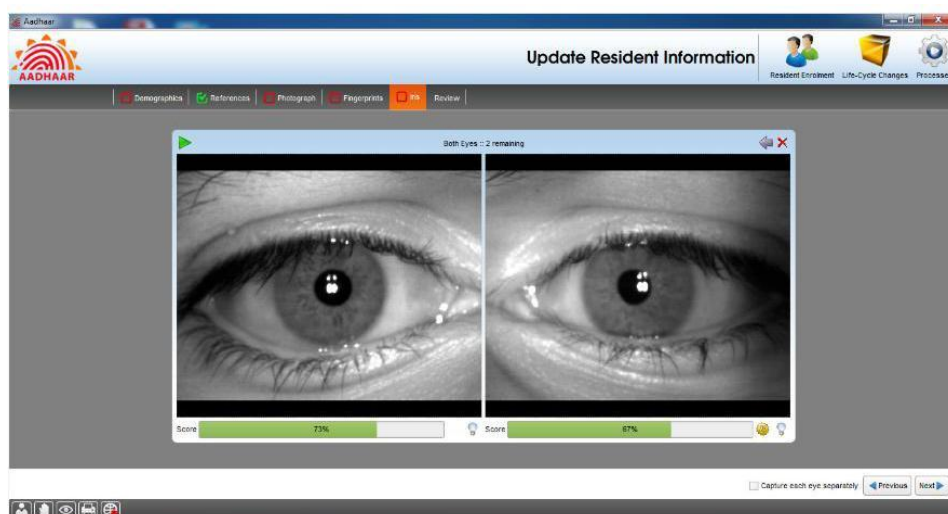 Aadhaar
AADHAAR
Update Resident Information
Resident Enrolment
Life-Cycle Changes
Processe
Demographics
References
Photograph
Fingerprints
Iris
Review
Both Eyes :: 2 remaining
Score 73%
Score 67%
Capture each eye separately
Previous
Next